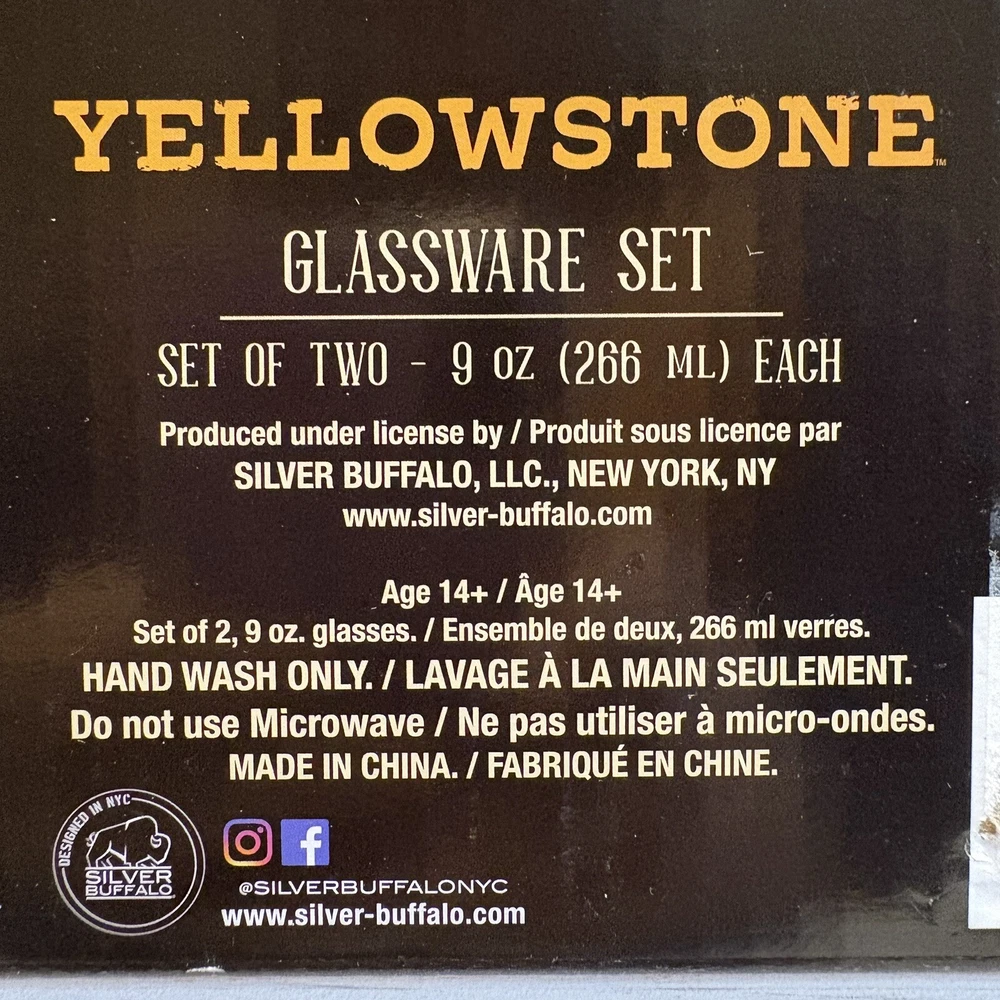 YELLOWSTONE™
GLASSWARE SET
SET OF TWO - 9 OZ (266 ML) EACH
Produced under license by / Produit sous licence par
SILVER BUFFALO, LLC., NEW YORK, NY
www.silver-buffalo.com
Age 14+ / Âge 14+
Set of 2, 9 oz. glasses. / Ensemble de deux, 266 ml verres.
HAND WASH ONLY. / LAVAGE À LA MAIN SEULEMENT.
Do not use Microwave / Ne pas utiliser à micro-ondes.
MADE IN CHINA. / FABRIQUÉ EN CHINE.
DESIGNED IN NYC
SILVER
BUFFALO
@SILVERBUFFALONYC
www.silver-buffalo.com